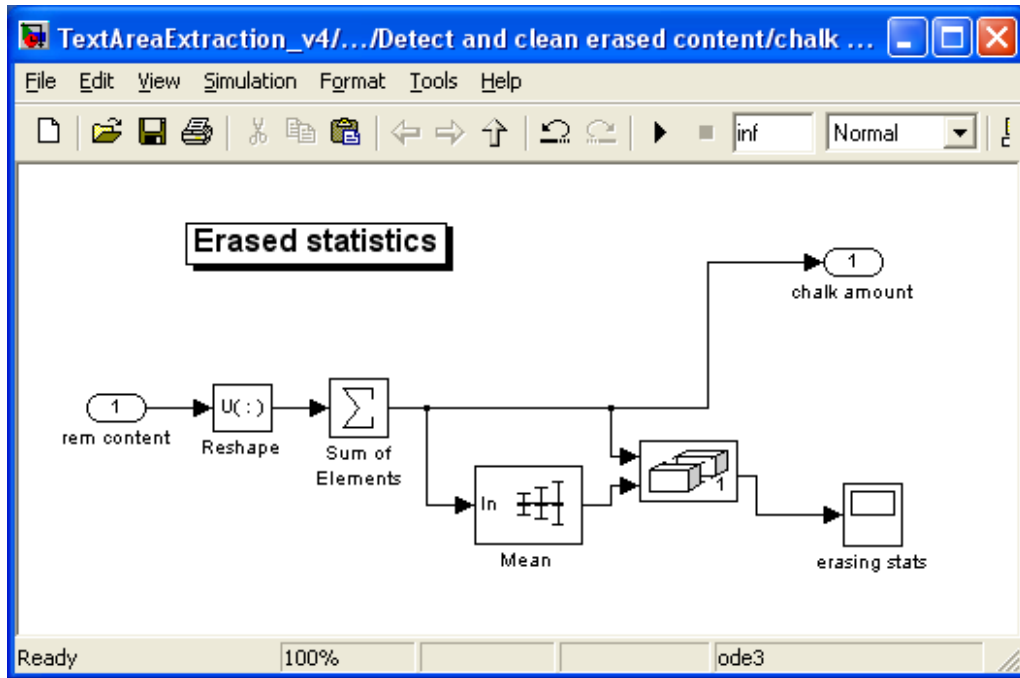 TextAreaExtraction_v4/.../Detect and clean erased content/chalk ...
File Edit View Simulation Format Tools Help
inf Normal
Erased statistics
1
chalk amount
1
rem content
U(:)
Reshape
Sum of
Elements
In
Mean
1
erasing stats
Ready 100% ode3